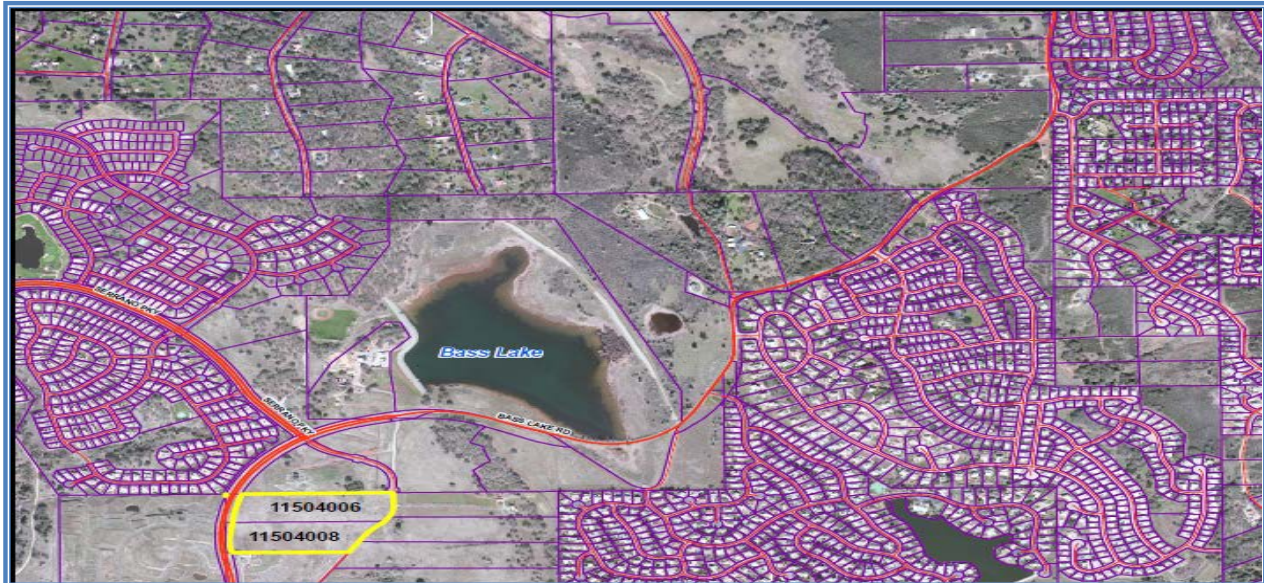 SERRANO PKY
Bass Lake
SERRANO PKY
BASS LAKE RD
11504006
11504008